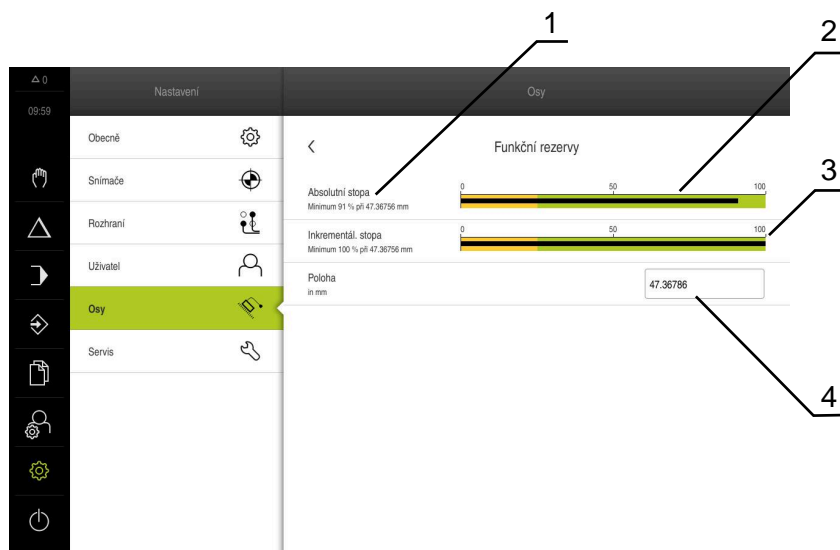 1
2
△ 0
Nastavení
Osy
09:59
Obecně
Funkční rezervy
Snímače
Absolutní stopa
Minimum 91 % při 47.36756 mm
0 50 100
3
Rozhraní
Inkrementál. stopa
Minimum 100 % při 47.36756 mm
0 50 100
Uživatel
Poloha
in mm
47.36786
Osy
Servis
4